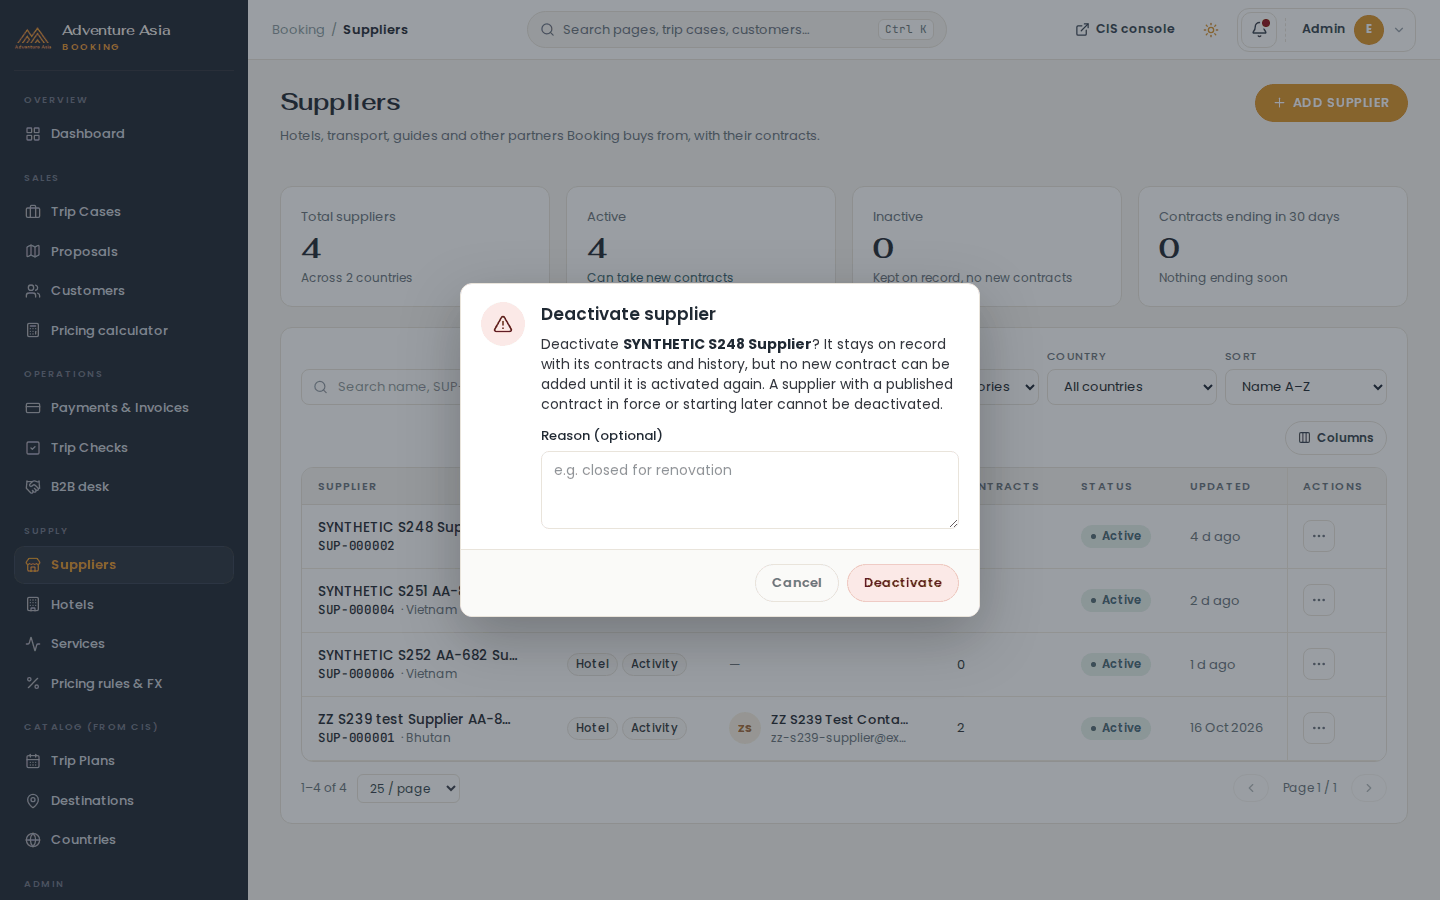 Adventure Asia
BOOKING
Booking / Suppliers
Search pages, trip cases, customers...
Ctrl K
CIS console
Admin
E
OVERVIEW
Dashboard
SALES
Trip Cases
Proposals
Customers
Pricing calculator
OPERATIONS
Payments & Invoices
Trip Checks
B2B desk
SUPPLY
Suppliers
Hotels
Services
Pricing rules & FX
CATALOG (FROM CIS)
Trip Plans
Destinations
Countries
ADMIN
Suppliers
ADD SUPPLIER
Hotels, transport, guides and other partners Booking buys from, with their contracts.
Total suppliers
4
Across 2 countries
Active
4
Can take new contracts
Inactive
0
Kept on record, no new contracts
Contracts ending in 30 days
0
Nothing ending soon
COUNTRY
SORT
Search name, SUP-
ories
All countries
Name A–Z
Columns
SUPPLIER
NTRACTS
STATUS
UPDATED
ACTIONS
SYNTHETIC S248 Sup
SUP-000002
Active
4 d ago
SYNTHETIC S251 AA-
SUP-000004 · Vietnam
Active
2 d ago
SYNTHETIC S252 AA-682 Su...
SUP-000006 · Vietnam
Hotel
Activity
—
0
Active
1 d ago
ZZ S239 test Supplier AA-8...
SUP-000001 · Bhutan
Hotel
Activity
ZS
ZZ S239 Test Conta...
zz-s239-supplier@ex...
2
Active
16 Oct 2026
1–4 of 4
25 / page
Page 1 / 1
Deactivate supplier
Deactivate SYNTHETIC S248 Supplier? It stays on record
with its contracts and history, but no new contract can be
added until it is activated again. A supplier with a published
contract in force or starting later cannot be deactivated.
Reason (optional)
e.g. closed for renovation
Cancel
Deactivate